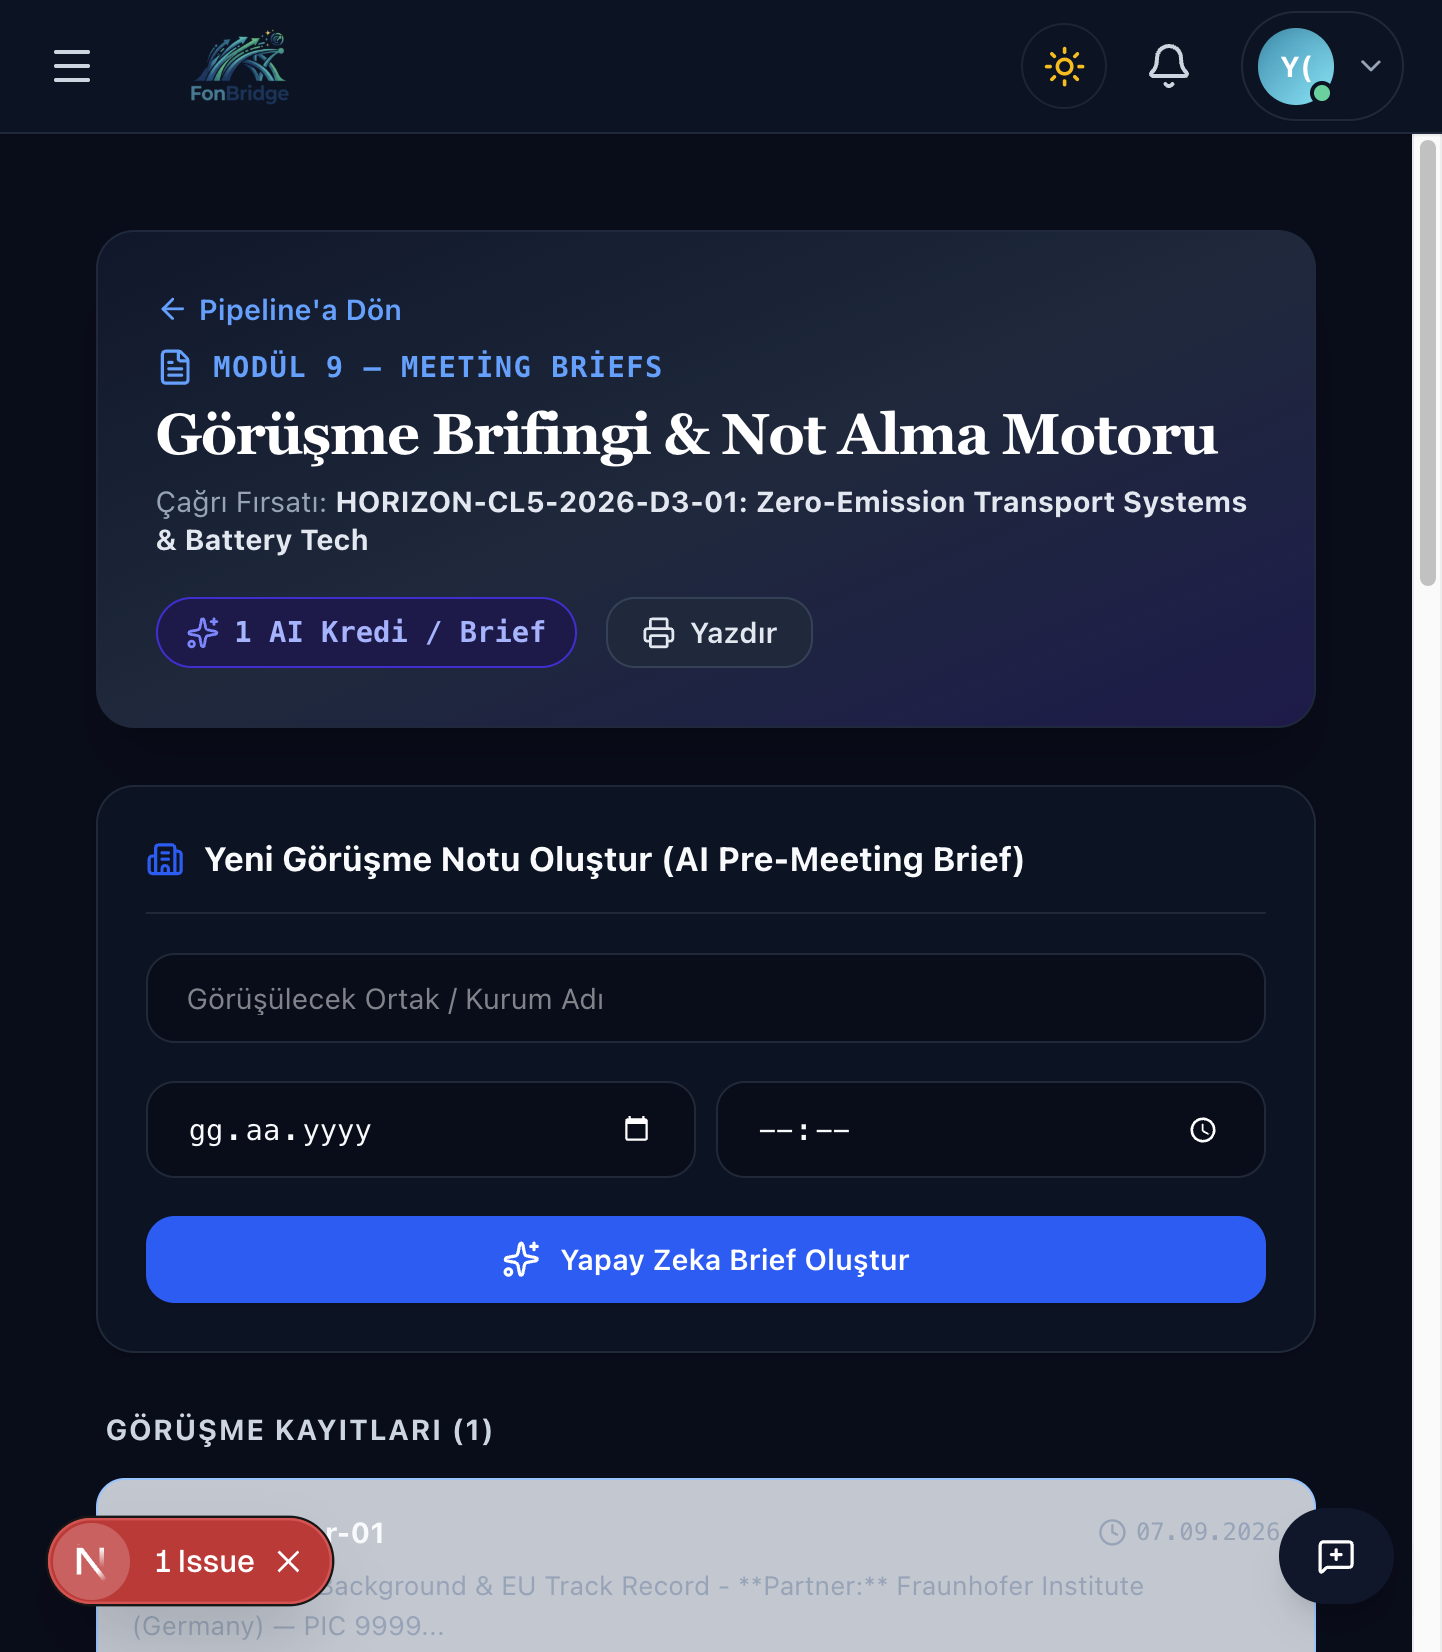 FonBridge
Y(
Pipeline'a Dön
MODÜL 9 — MEETİNG BRİEFS
Görüşme Brifingi & Not Alma Motoru
Çağrı Fırsatı: HORIZON-CL5-2026-D3-01: Zero-Emission Transport Systems
& Battery Tech
1 AI Kredi / Brief
Yazdır
Yeni Görüşme Notu Oluştur (AI Pre-Meeting Brief)
Görüşülecek Ortak / Kurum Adı
gg.aa.yyyy
--:--
Yapay Zeka Brief Oluştur
GÖRÜŞME KAYITLARI (1)
r-01
07.09.2026
N
1 Issue
Background & EU Track Record - **Partner:** Fraunhofer Institute
(Germany) — PIC 9999...